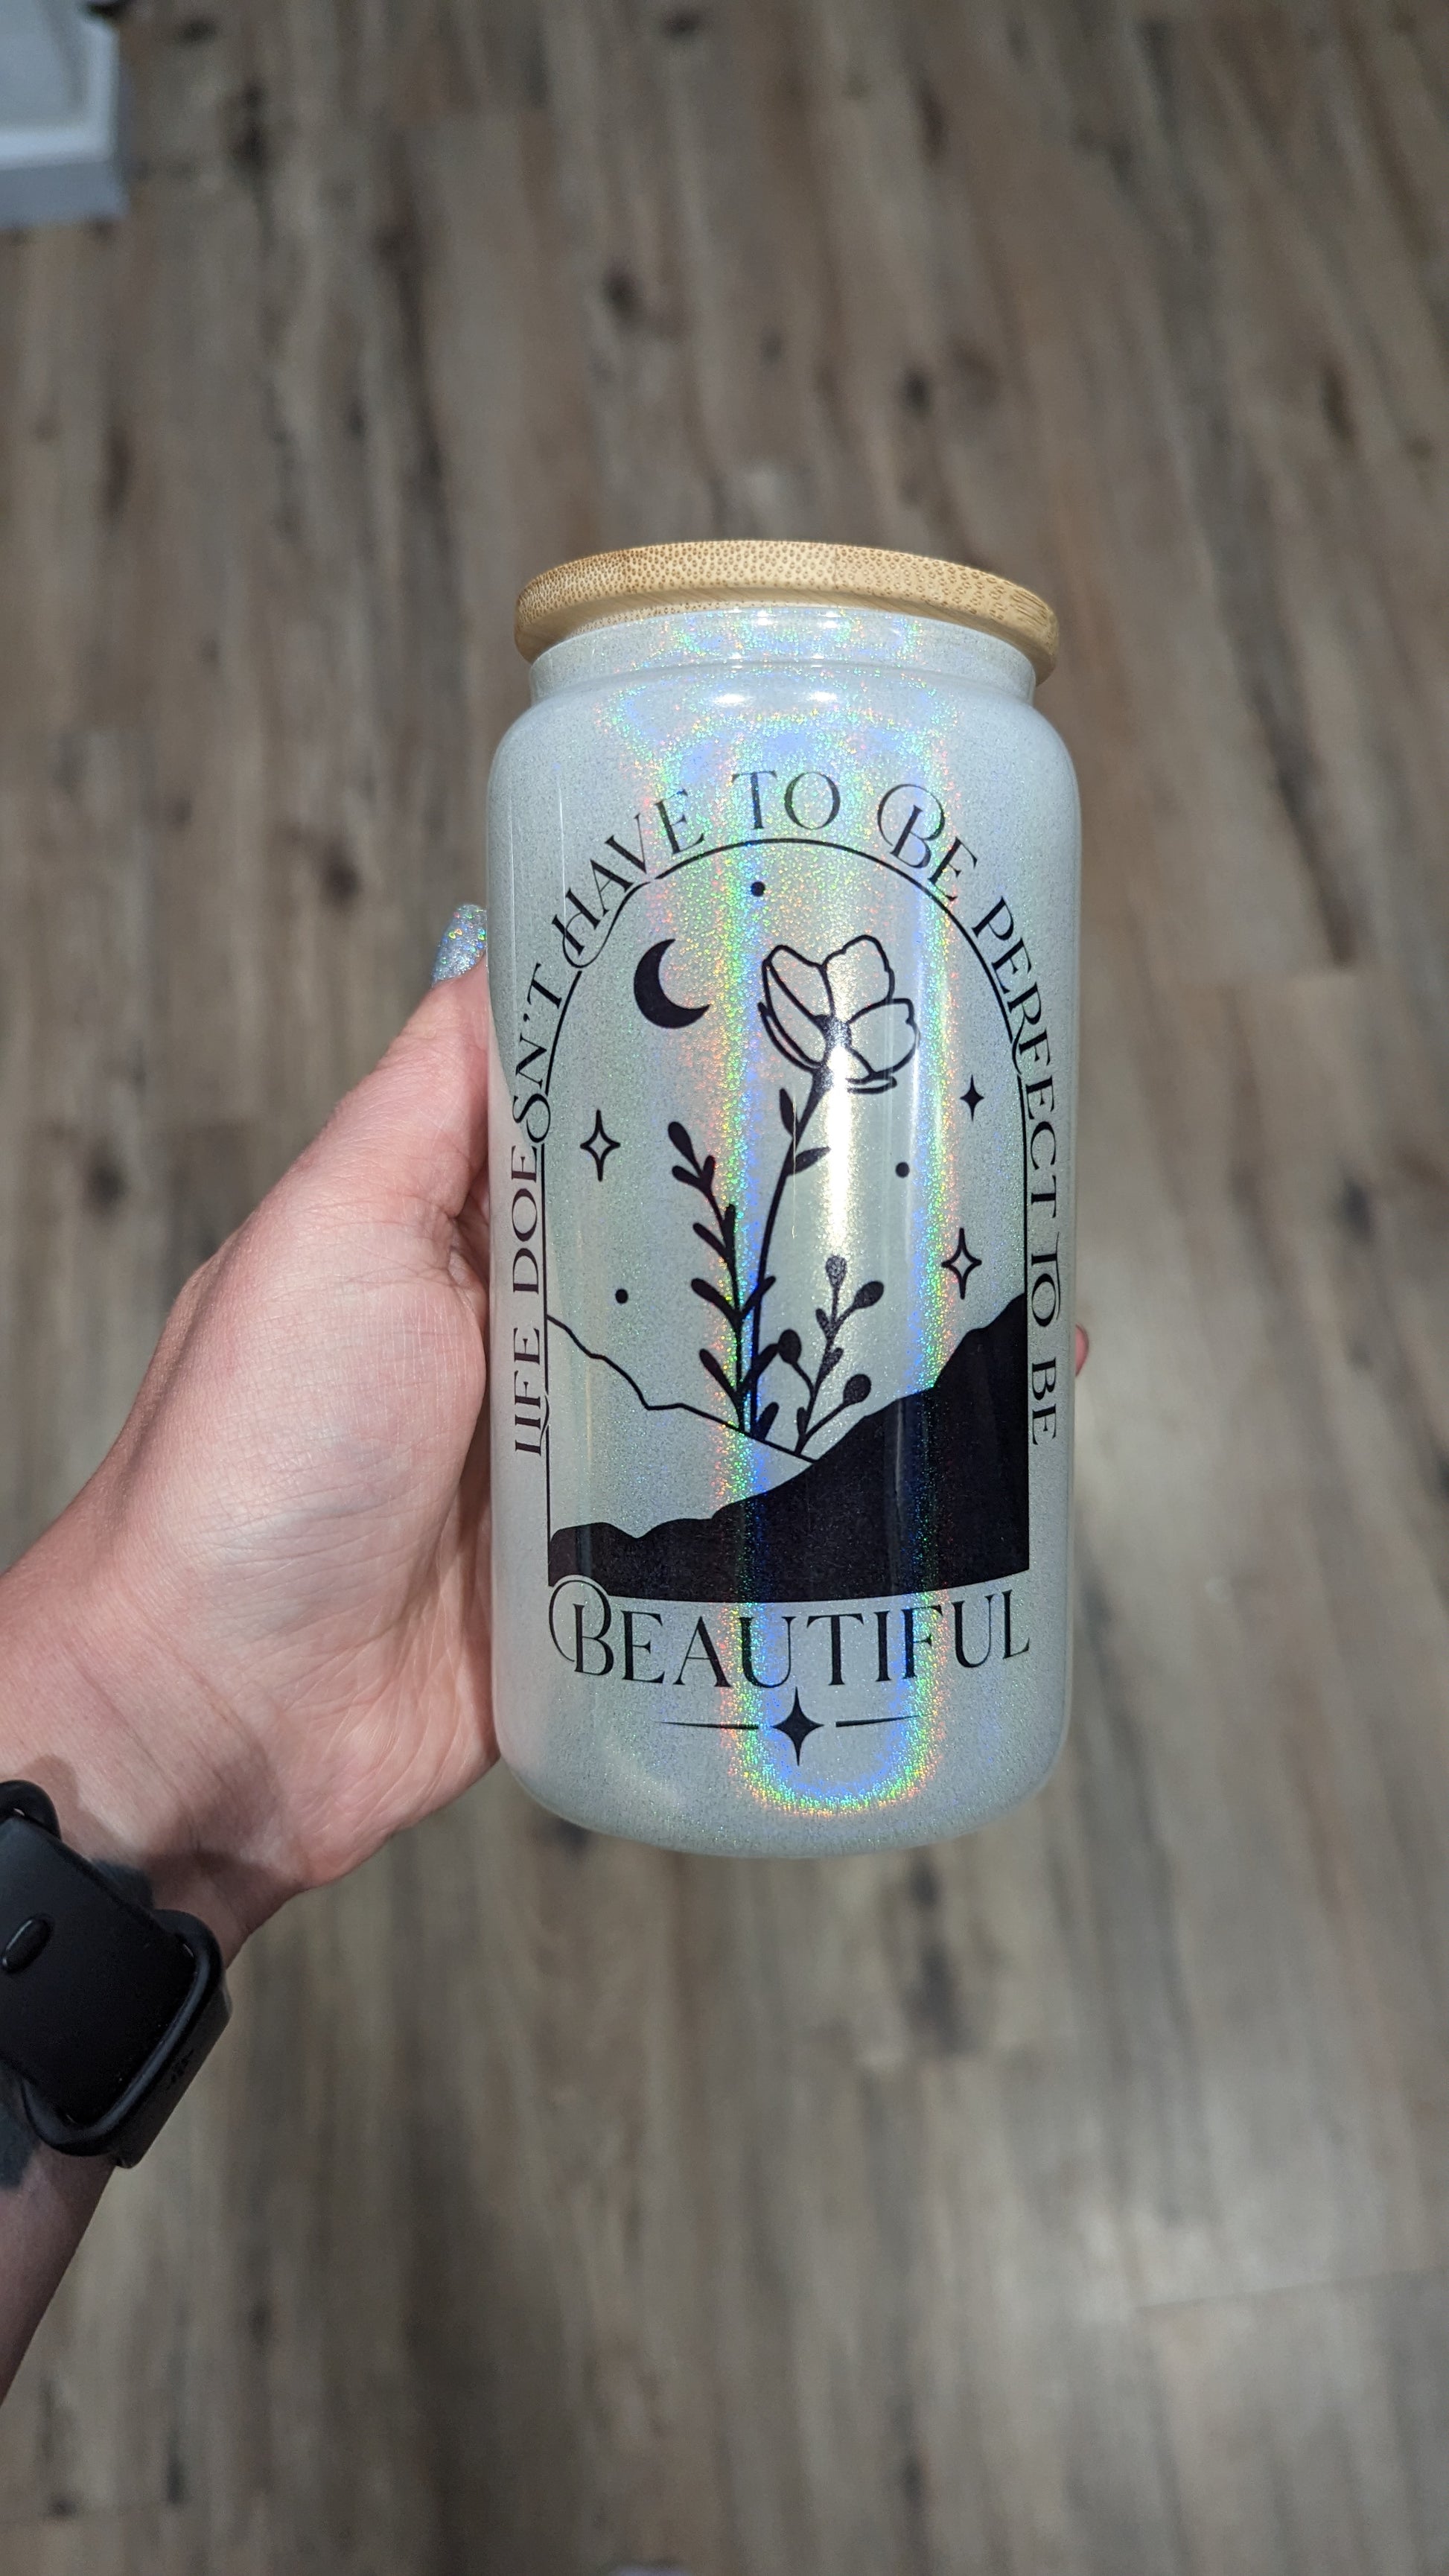 LIFE DOESN'T HAVE TO BE PERFECT TO BE
BEAUTIFUL